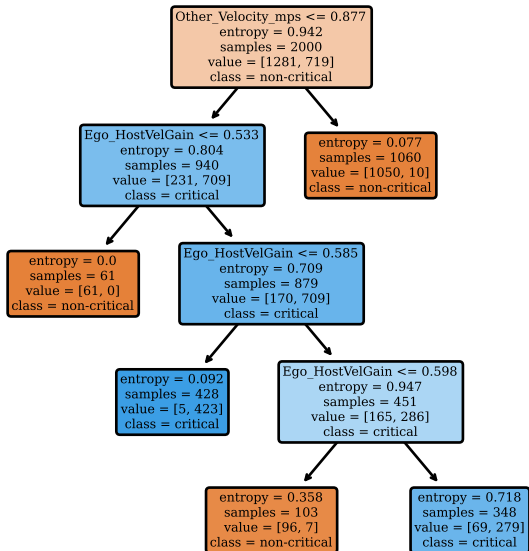 Other_Velocity_mps <= 0.877
entropy = 0.942
samples = 2000
value = [1281, 719]
class = non-critical
Ego_HostVelGain <= 0.533
entropy = 0.804
samples = 940
value = [231, 709]
class = critical
entropy = 0.077
samples = 1060
value = [1050, 10]
class = non-critical
entropy = 0.0
samples = 61
value = [61, 0]
class = non-critical
Ego_HostVelGain <= 0.585
entropy = 0.709
samples = 879
value = [170, 709]
class = critical
entropy = 0.092
samples = 428
value = [5, 423]
class = critical
Ego_HostVelGain <= 0.598
entropy = 0.947
samples = 451
value = [165, 286]
class = critical
entropy = 0.358
samples = 103
value = [96, 7]
class = non-critical
entropy = 0.718
samples = 348
value = [69, 279]
class = critical